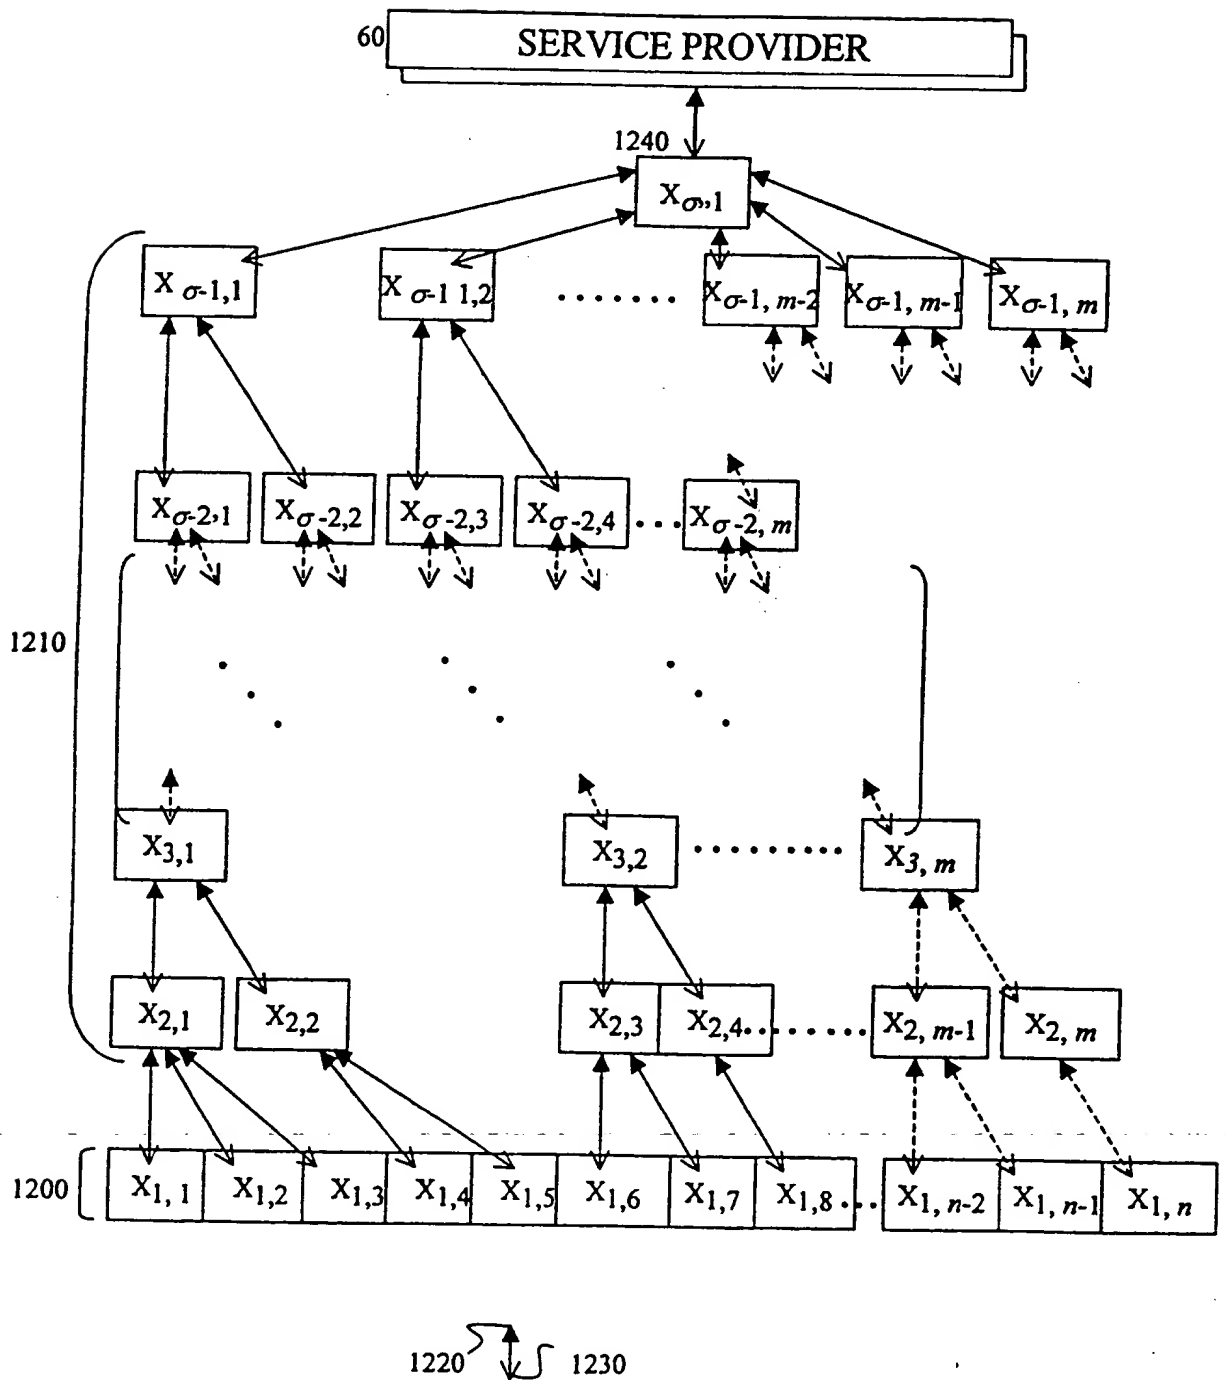 60 SERVICE PROVIDER
1240
Xσ,,1
X σ-1,1 X σ-1 1,2 ....... Xσ-1, m-2 Xσ-1, m-1 Xσ-1, m
Xσ-2,1 Xσ-2,2 Xσ-2,3 Xσ-2,4 ... Xσ-2, m
1210
X3,1 X3,2 ......... X3, m
X2,1 X2,2 X2,3 X2,4 ......... X2, m-1 X2, m
1200 X1, 1 X1,2 X1,3 X1,4 X1,5 X1,6 X1,7 X1,8 ... X1, n-2 X1, n-1 X1, n
1220 1230